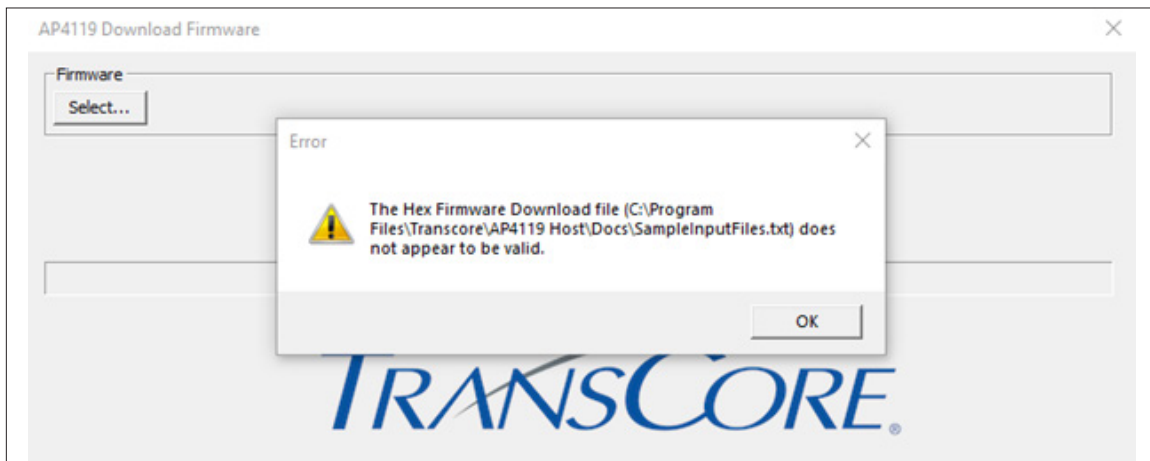 AP4119 Download Firmware
Firmware
Select...
Error
The Hex Firmware Download file (C:\Program
Files\Transcore\AP4119 Host\Docs\SampleInputFiles.txt) does
not appear to be valid.
OK
TRANSCORE®